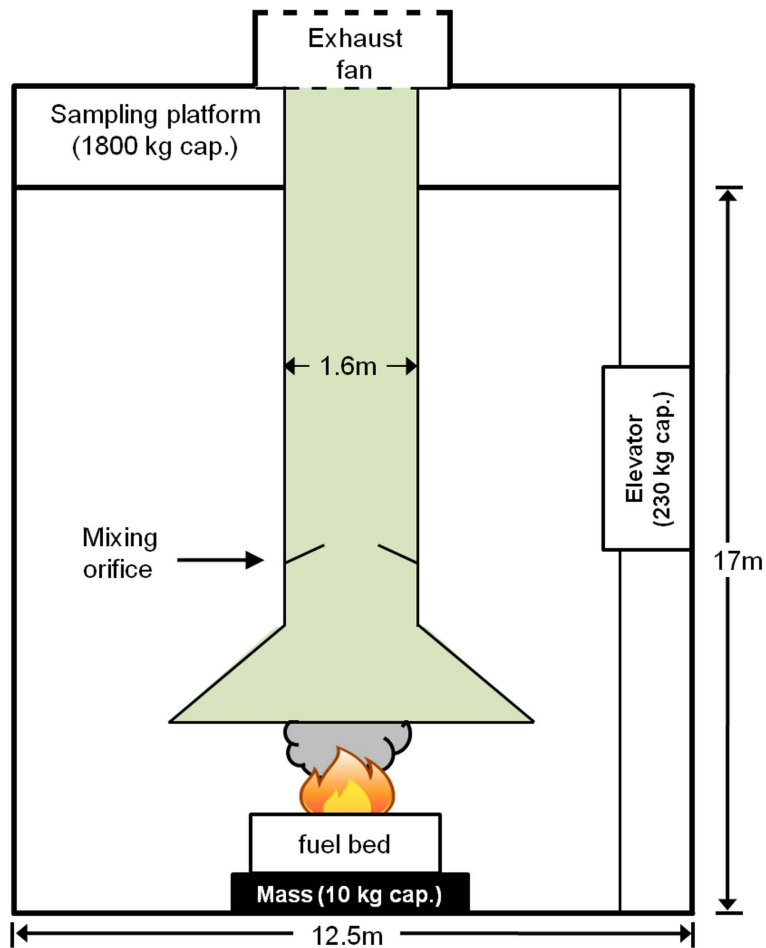 Exhaust
fan
Sampling platform
(1800 kg cap.)
1.6m
Elevator
(230 kg cap.)
Mixing
orifice
17m
fuel bed
Mass (10 kg cap.)
12.5m